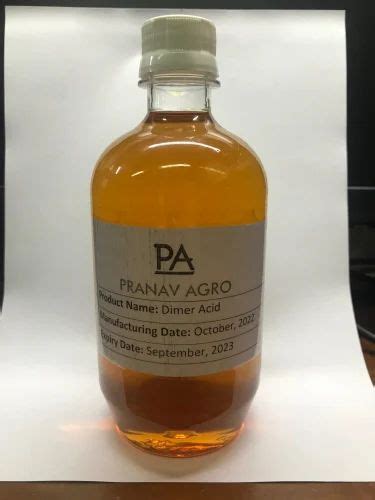 PA
PRANAV AGRO
Product Name: Dimer Acid
Manufacturing Date: October, 2022
Expiry Date: September, 2023